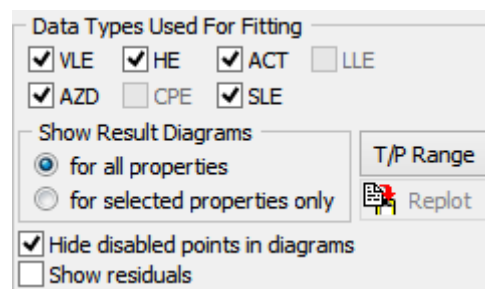 Data Types Used For Fitting
VLE HE ACT LLE
AZD CPE SLE
Show Result Diagrams
for all properties
T/P Range
for selected properties only
Replot
Hide disabled points in diagrams
Show residuals